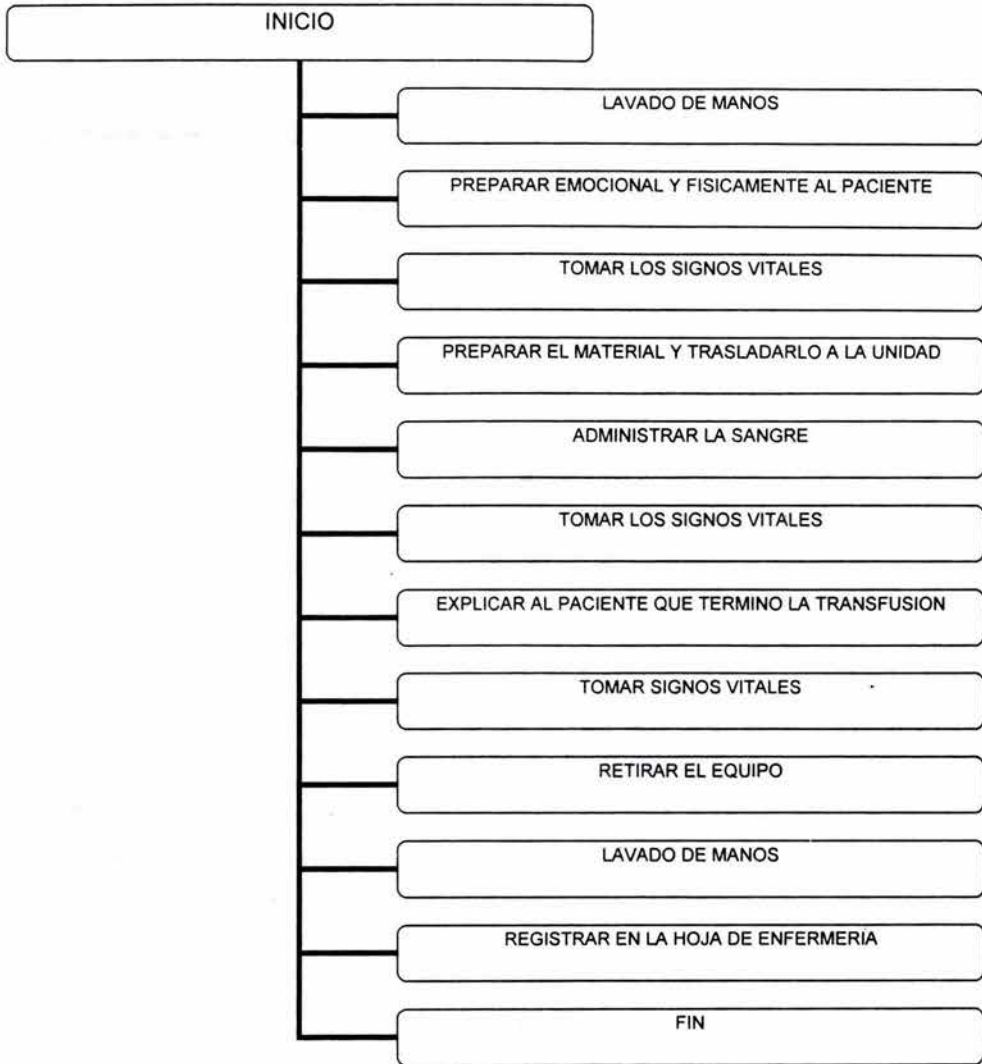 INICIO
LAVADO DE MANOS
PREPARAR EMOCIONAL Y FISICAMENTE AL PACIENTE
TOMAR LOS SIGNOS VITALES
PREPARAR EL MATERIAL Y TRASLADARLO A LA UNIDAD
ADMINISTRAR LA SANGRE
TOMAR LOS SIGNOS VITALES
EXPLICAR AL PACIENTE QUE TERMINO LA TRANSFUSION
TOMAR SIGNOS VITALES
RETIRAR EL EQUIPO
LAVADO DE MANOS
REGISTRAR EN LA HOJA DE ENFERMERIA
FIN